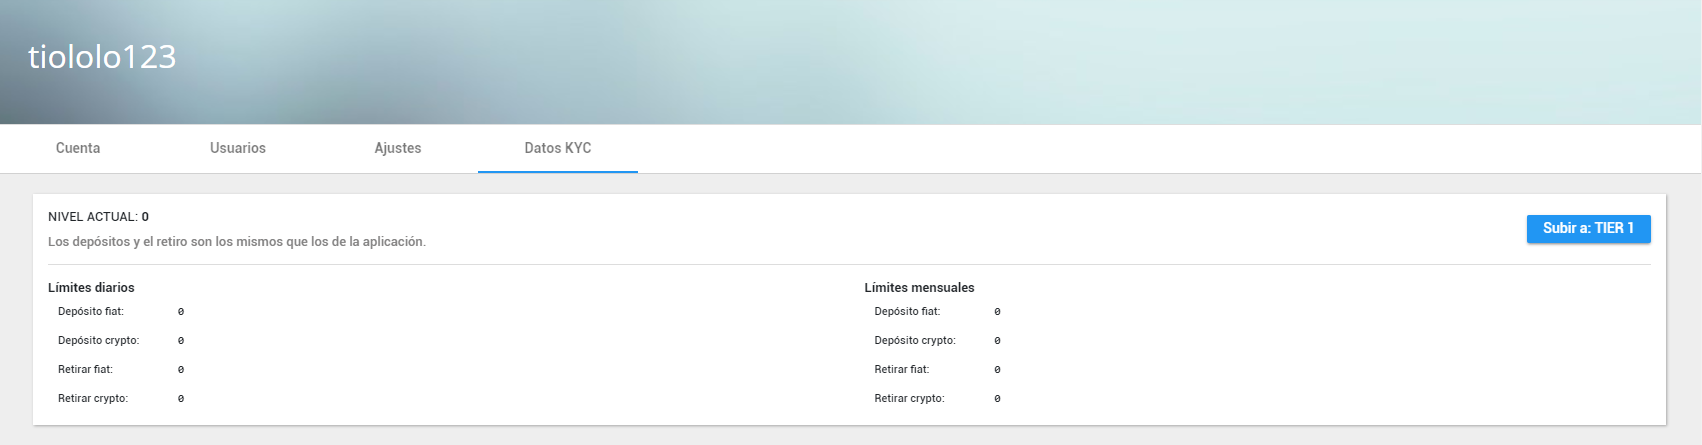 tiololo123
Cuenta Usuarios Ajustes Datos KYC
NIVEL ACTUAL: 0
Los depósitos y el retiro son los mismos que los de la aplicación.
Subir a: TIER 1
Límites diarios
Depósito fiat: 0
Depósito crypto: 0
Retirar fiat: 0
Retirar crypto: 0
Límites mensuales
Depósito fiat: 0
Depósito crypto: 0
Retirar fiat: 0
Retirar crypto: 0